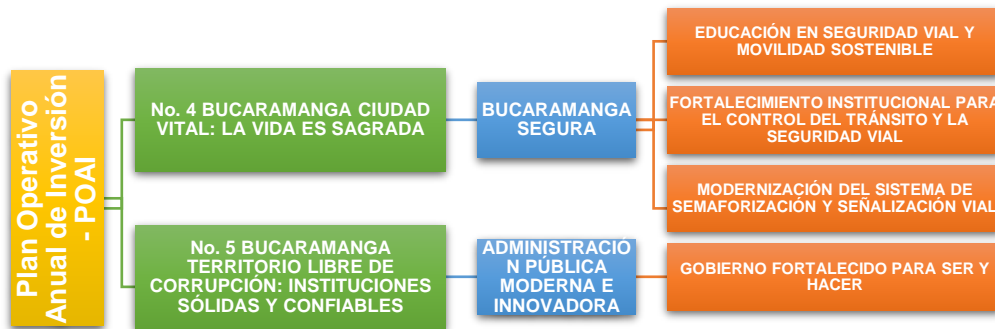 Plan Operativo
Anual de Inversión
- POAI
No. 4 BUCARAMANGA CIUDAD
VITAL: LA VIDA ES SAGRADA
BUCARAMANGA
SEGURA
EDUCACIÓN EN SEGURIDAD VIAL Y
MOVILIDAD SOSTENIBLE
FORTALECIMIENTO INSTITUCIONAL PARA
EL CONTROL DEL TRÁNSITO Y LA
SEGURIDAD VIAL
MODERNIZACIÓN DEL SISTEMA DE
SEMAFORIZACIÓN Y SEÑALIZACIÓN VIAL
No. 5 BUCARAMANGA
TERRITORIO LIBRE DE
CORRUPCIÓN: INSTITUCIONES
SÓLIDAS Y CONFIABLES
ADMINISTRACIÓ
N PÚBLICA
MODERNA E
INNOVADORA
GOBIERNO FORTALECIDO PARA SER Y
HACER